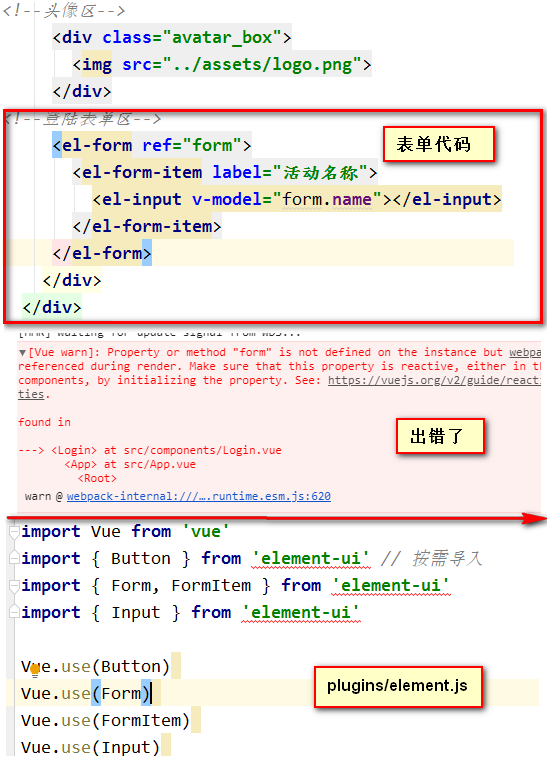 <!--头像区-->
<div class="avatar_box">
<img src="../assets/logo.png">
</div>
<!--登陆表单区-->
<el-form ref="form">
表单代码
<el-form-item label="活动名称">
<el-input v-model="form.name"></el-input>
</el-form-item>
</el-form>
</div>
</div>
[HMR] Waiting for update signal from WDS...
▼[Vue warn]: Property or method "form" is not defined on the instance but webpa
referenced during render. Make sure that this property is reactive, either in th
components, by initializing the property. See: https://vuejs.org/v2/guide/reacti
ties.
found in
出错了
---> <Login> at src/components/Login.vue
<App> at src/App.vue
<Root>
warn @ webpack-internal:///….runtime.esm.js:620
import Vue from 'vue'
import { Button } from 'element-ui' // 按需导入
import { Form, FormItem } from 'element-ui'
import { Input } from 'element-ui'
Vue.use(Button)
plugins/element.js
Vue.use(Form)
Vue.use(FormItem)
Vue.use(Input)